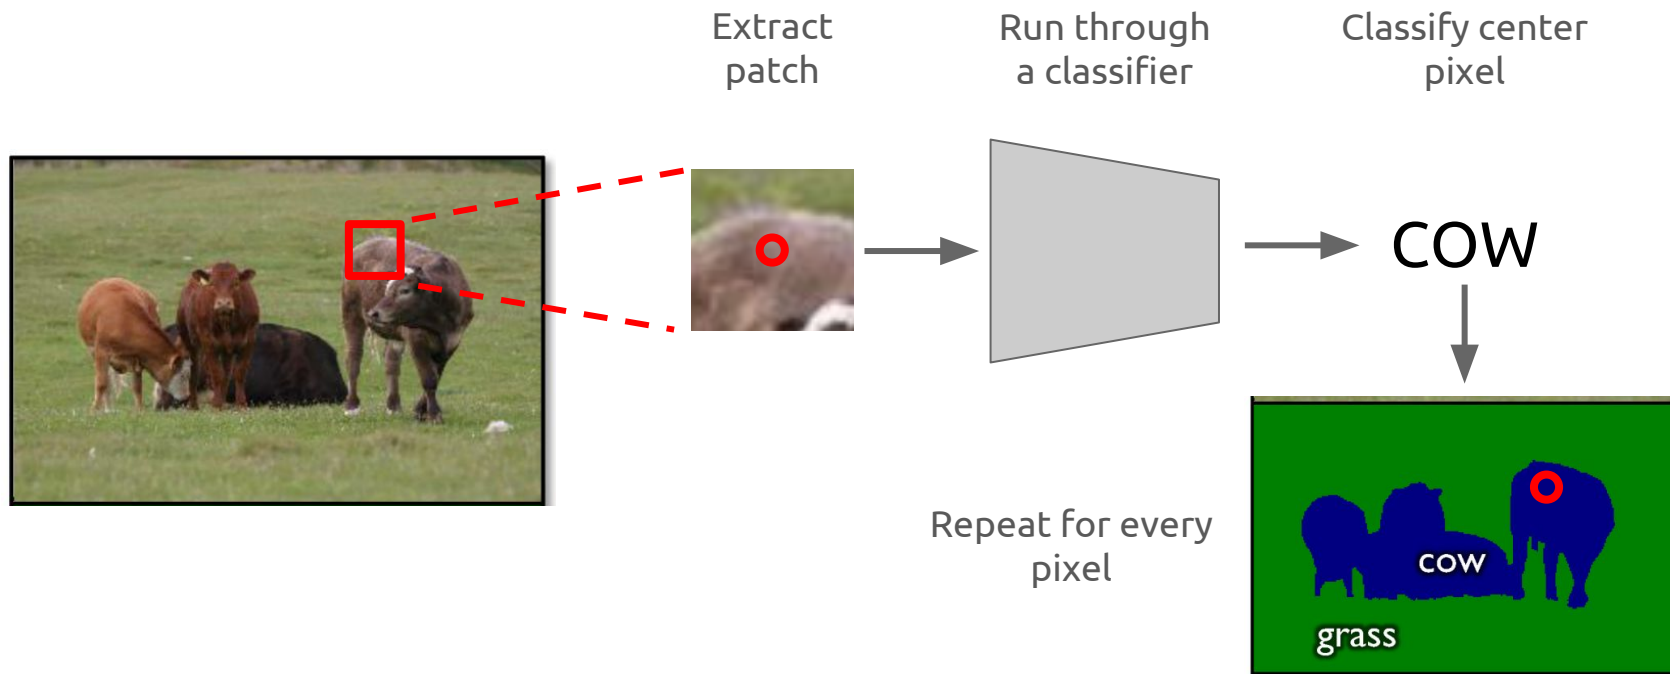 Extract
patch
Run through
a classifier
Classify center
pixel
COW
Repeat for every
pixel
cow
grass